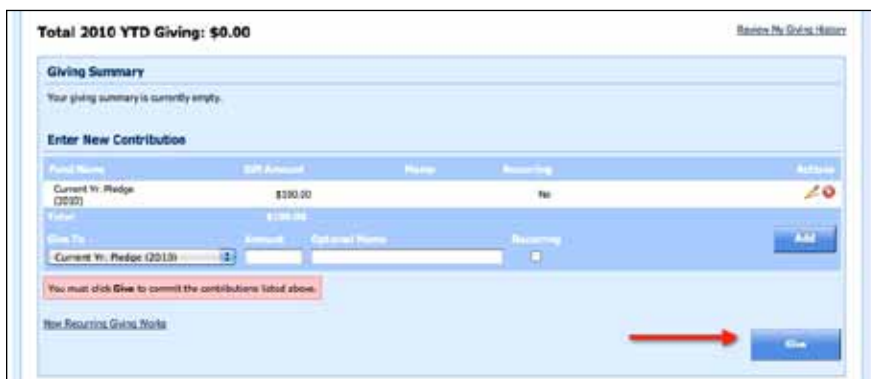 Total 2010 YTD Giving: $0.00
Review My Giving History
Giving Summary
Your giving summary is currently empty.
Enter New Contribution
Fund Name Gift Amount Memo Recurring Actions
Current Yr. Pledge
(2010)
$100.00 No
Total $100.00
Give To Amount Optional Memo Recurring
Add
Current Yr. Pledge (2010)
You must click Give to commit the contributions listed above.
How Recurring Giving Works
Give